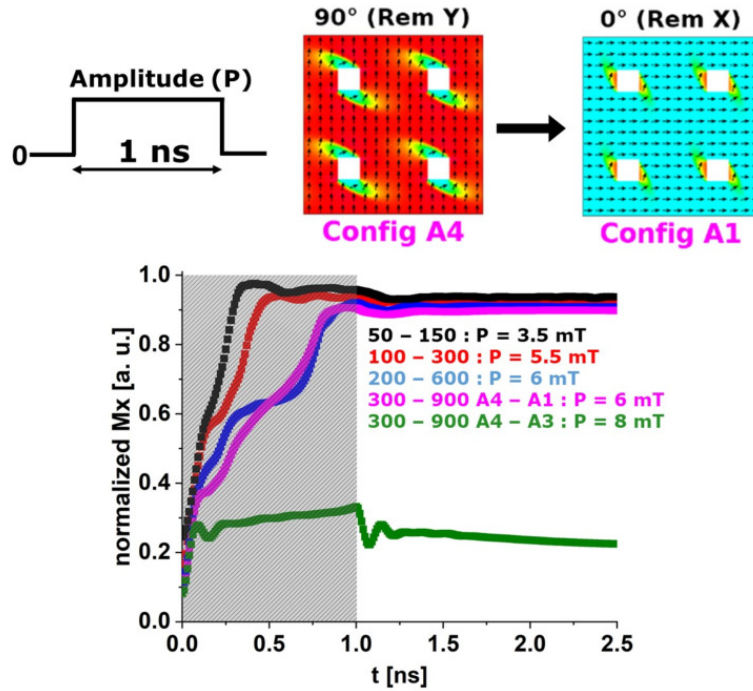 90° (Rem Y)
0° (Rem X)
Amplitude (P)
0
1 ns
Config A4
Config A1
1.0
0.8
0.6
0.4
0.2
0.0
normalized Mx [a. u.]
50 – 150 : P = 3.5 mT
100 – 300 : P = 5.5 mT
200 – 600 : P = 6 mT
300 – 900 A4 – A1 : P = 6 mT
300 – 900 A4 – A3 : P = 8 mT
0.0 0.5 1.0 1.5 2.0 2.5
t [ns]